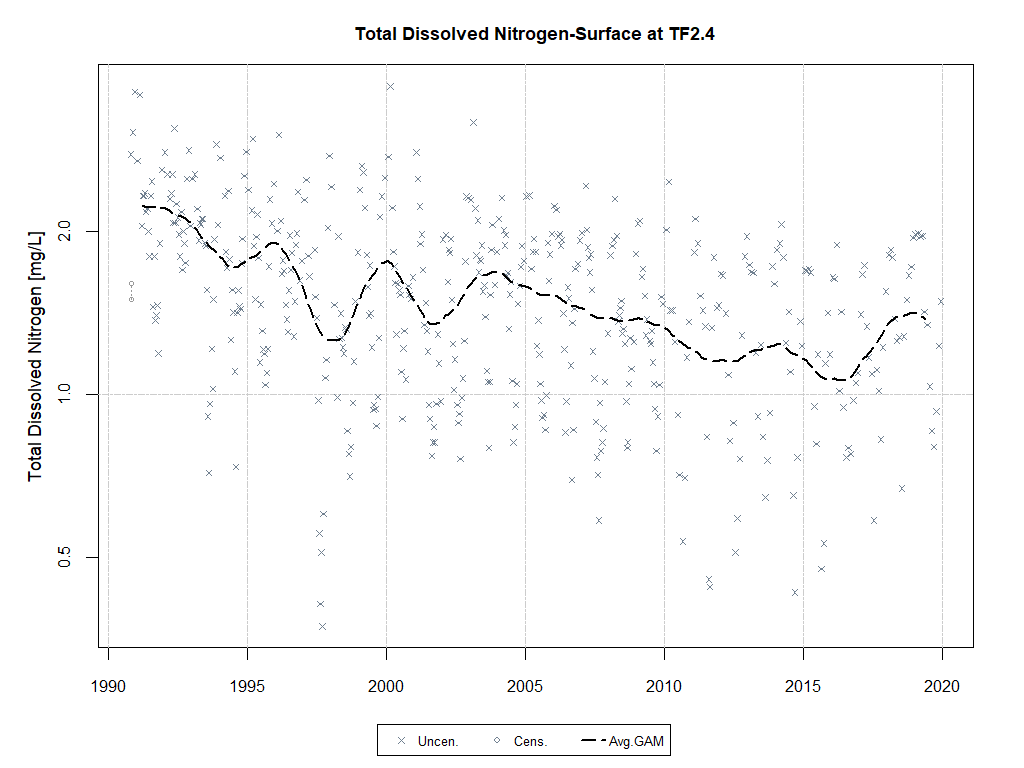 Total Dissolved Nitrogen-Surface at TF2.4
Total Dissolved Nitrogen [mg/L]
2.0
1.0
0.5
1990 1995 2000 2005 2010 2015 2020
Uncen. Cens. Avg.GAM